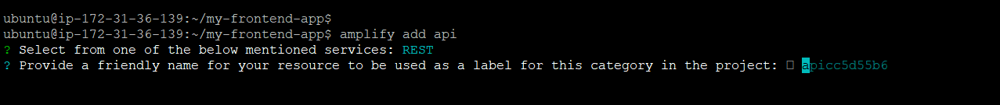 ubuntu@ip-172-31-36-139:~/my-frontend-app$
ubuntu@ip-172-31-36-139:~/my-frontend-app$ amplify add api
? Select from one of the below mentioned services: REST
? Provide a friendly name for your resource to be used as a label for this category in the project: ▯ apicc5d55b6